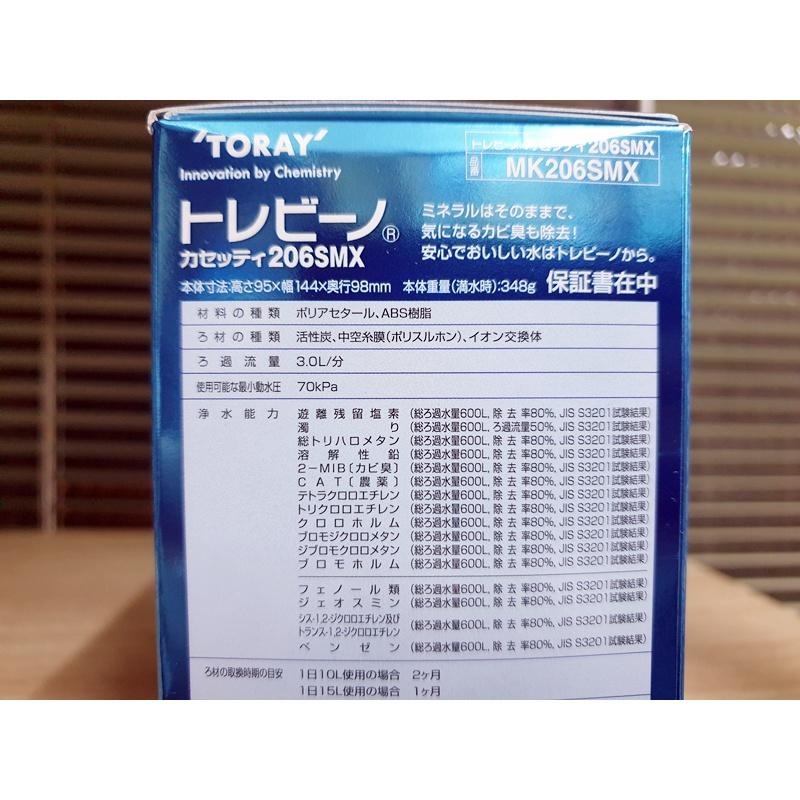 'TORAY'
Innovation by Chemistry
トレビーノ カセッティ206SMX
品番 MK206SMX
トレビーノ®
カセッティ206SMX
ミネラルはそのままで、
気になるカビ臭も除去!
安心でおいしい水はトレビーノから。
本体寸法:高さ95×幅144×奥行98mm 本体重量(満水時):348g 保証書在中
材料の種類 ポリアセタール、ABS樹脂
ろ材の種類 活性炭、中空糸膜(ポリスルホン)、イオン交換体
ろ過流量 3.0L/分
使用可能な最小動水圧 70kPa
浄水能力 遊離残留塩素 (総ろ過水量600L, 除去率80%, JIS S3201試験結果)
濁り (総ろ過水量600L, ろ過流量50%, JIS S3201試験結果)
総トリハロメタン (総ろ過水量600L, 除去率80%, JIS S3201試験結果)
溶解性鉛 (総ろ過水量600L, 除去率80%, JIS S3201試験結果)
2-MIB[カビ臭] (総ろ過水量600L, 除去率80%, JIS S3201試験結果)
CAT[農薬] (総ろ過水量600L, 除去率80%, JIS S3201試験結果)
テトラクロロエチレン (総ろ過水量600L, 除去率80%, JIS S3201試験結果)
トリクロロエチレン (総ろ過水量600L, 除去率80%, JIS S3201試験結果)
クロロホルム (総ろ過水量600L, 除去率80%, JIS S3201試験結果)
ブロモジクロロメタン (総ろ過水量600L, 除去率80%, JIS S3201試験結果)
ジブロモクロロメタン (総ろ過水量600L, 除去率80%, JIS S3201試験結果)
ブロモホルム (総ろ過水量600L, 除去率80%, JIS S3201試験結果)
フェノール類 (総ろ過水量600L, 除去率80%, JIS S3201試験結果)
ジェオスミン (総ろ過水量600L, 除去率80%, JIS S3201試験結果)
シス-1,2-ジクロロエチレン及び
トランス-1,2-ジクロロエチレン (総ろ過水量600L, 除去率80%, JIS S3201試験結果)
ベンゼン (総ろ過水量600L, 除去率80%, JIS S3201試験結果)
ろ材の取換時期の目安 1日10L使用の場合 2ヶ月
1日15L使用の場合 1ヶ月